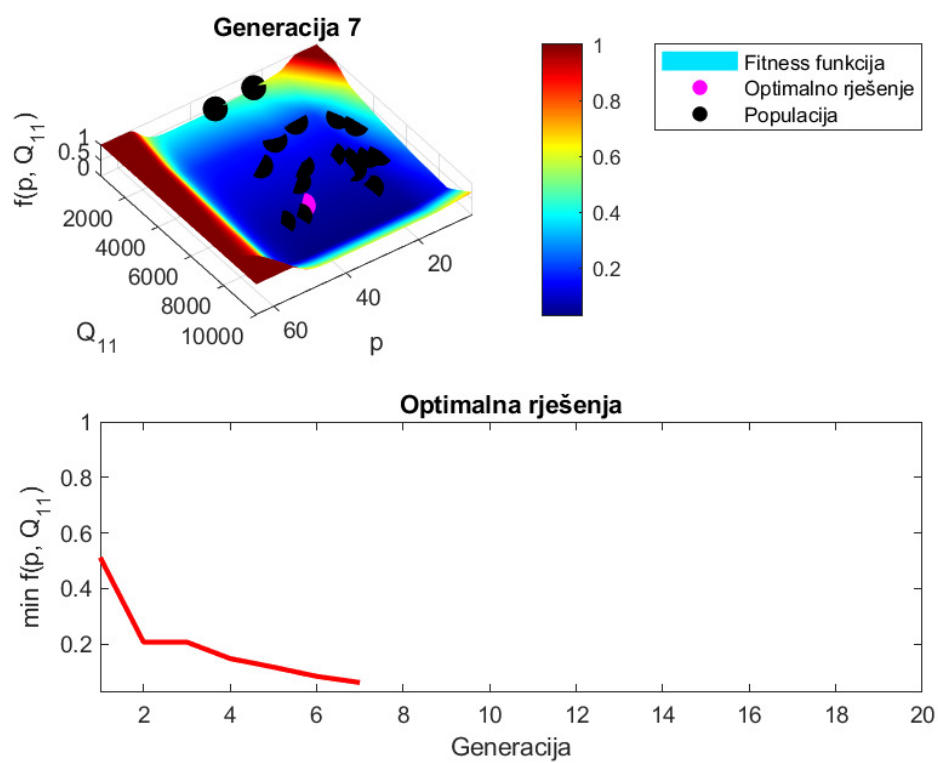 Generacija 7
f(p, Q11)
1
0.5
0
2000
4000
6000
8000
10000
Q11
60
40
20
p
1
0.8
0.6
0.4
0.2
Fitness funkcija
Optimalno rješenje
Populacija
Optimalna rješenja
min f(p, Q11)
1
0.8
0.6
0.4
0.2
2 4 6 8 10 12 14 16 18 20
Generacija